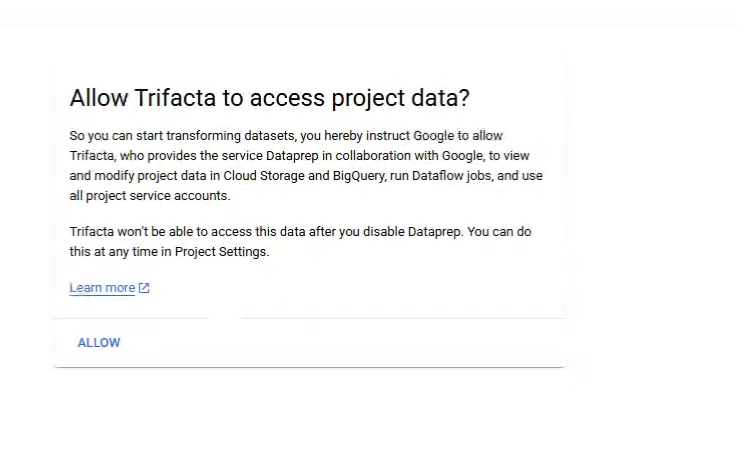 Allow Trifacta to access project data?
So you can start transforming datasets, you hereby instruct Google to allow
Trifacta, who provides the service Dataprep in collaboration with Google, to view
and modify project data in Cloud Storage and BigQuery, run Dataflow jobs, and use
all project service accounts.
Trifacta won't be able to access this data after you disable Dataprep. You can do
this at any time in Project Settings.
Learn more
ALLOW